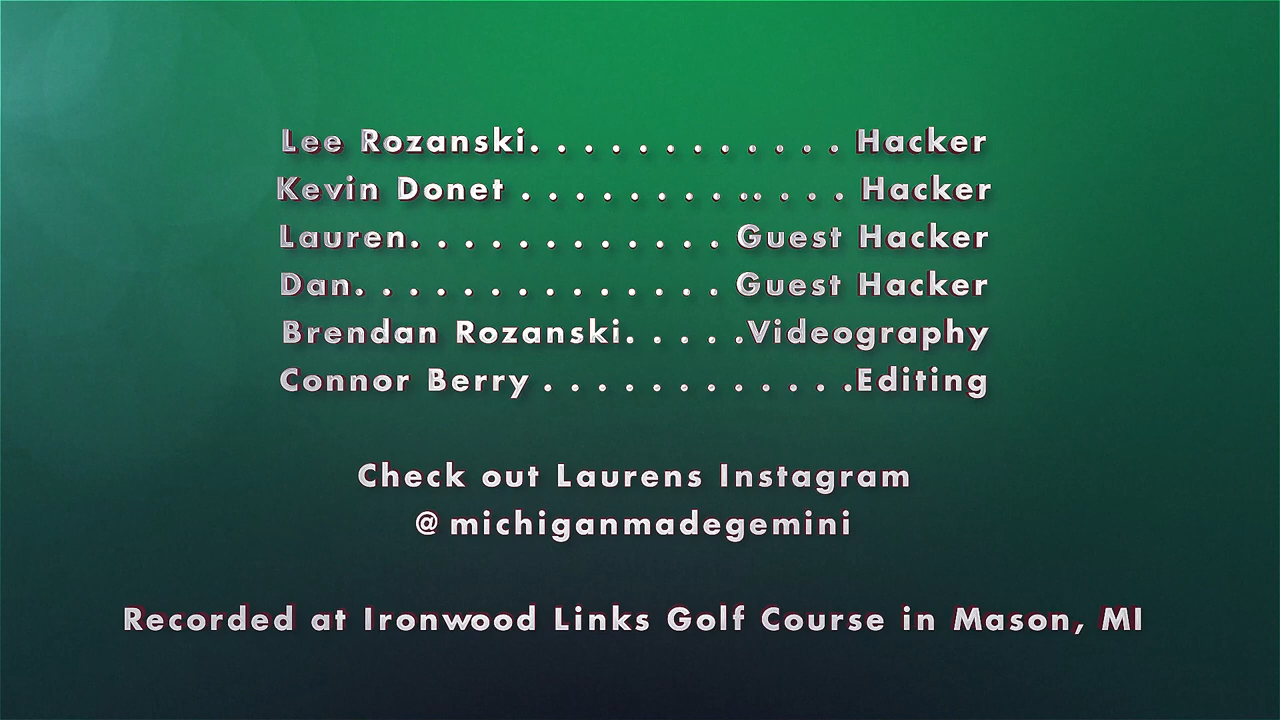 Lee Rozanski. . . . . . . . . . . . Hacker
Kevin Donet . . . . . . . . .. . . . Hacker
Lauren. . . . . . . . . . . . Guest Hacker
Dan. . . . . . . . . . . . . . Guest Hacker
Brendan Rozanski. . . . .Videography
Connor Berry . . . . . . . . . . . .Editing
Check out Laurens Instagram
@michiganmadegemini
Recorded at Ironwood Links Golf Course in Mason, MI